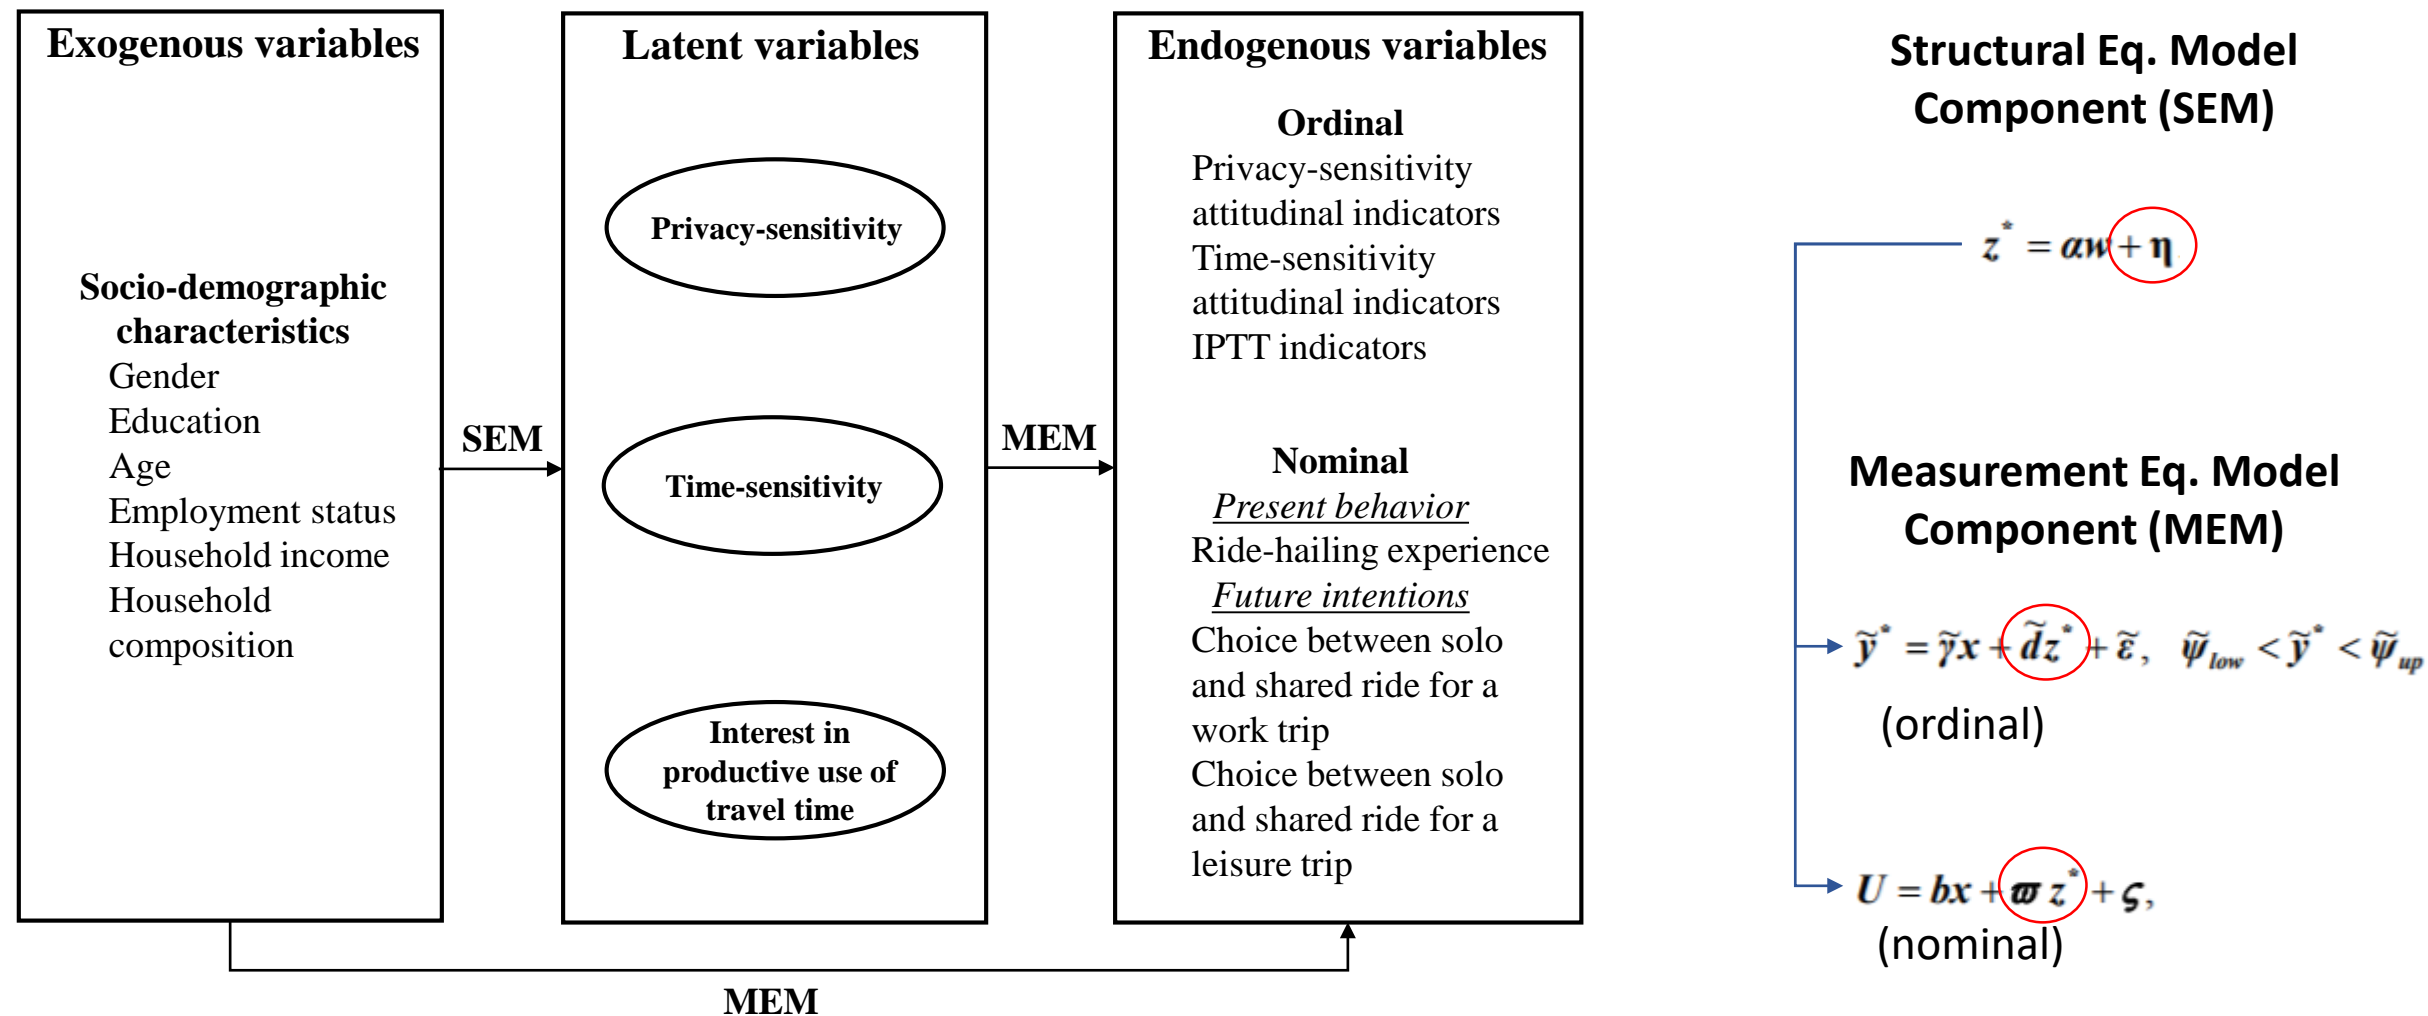 Exogenous variables
Socio-demographic
characteristics
Gender
Education
Age
Employment status
Household income
Household
composition
SEM
Latent variables
Privacy-sensitivity
Time-sensitivity
Interest in
productive use of
travel time
MEM
Endogenous variables
Ordinal
Privacy-sensitivity
attitudinal indicators
Time-sensitivity
attitudinal indicators
IPTT indicators
Nominal
Present behavior
Ride-hailing experience
Future intentions
Choice between solo
and shared ride for a
work trip
Choice between solo
and shared ride for a
leisure trip
MEM
Structural Eq. Model
Component (SEM)
z* = αw + η
Measurement Eq. Model
Component (MEM)
ỹ* = γ̃x + d̃z* + ε̃, ψ̃low < ỹ* < ψ̃up
(ordinal)
U = bx + ϖz* + ς,
(nominal)